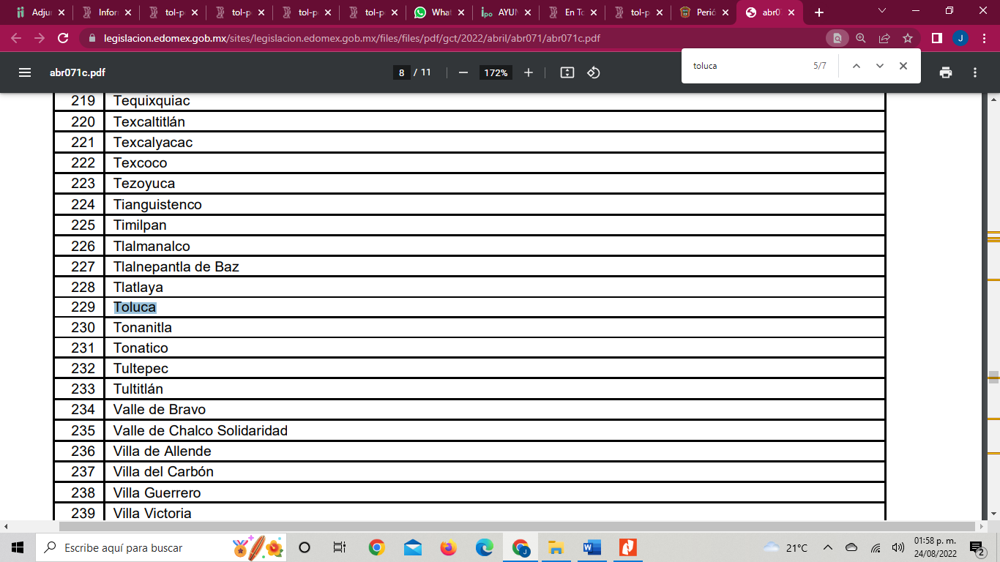 Adju
Inforr
tol-p
tol-p
tol-p
tol-p
What
ipo AYUN
En To
tol-p
Perió
abr0
legislacion.edomex.gob.mx/sites/legislacion.edomex.gob.mx/files/files/pdf/gct/2022/abril/abr071/abr071c.pdf
J
abr071c.pdf
8 / 11
172%
toluca 5/7
219 Tequixquiac
220 Texcaltitlán
221 Texcalyacac
222 Texcoco
223 Tezoyuca
224 Tianguistenco
225 Timilpan
226 Tlalmanalco
227 Tlalnepantla de Baz
228 Tlatlaya
229 Toluca
230 Tonanitla
231 Tonatico
232 Tultepec
233 Tultitlán
234 Valle de Bravo
235 Valle de Chalco Solidaridad
236 Villa de Allende
237 Villa del Carbón
238 Villa Guerrero
239 Villa Victoria
Escribe aquí para buscar
21°C
01:58 p. m.
24/08/2022
2